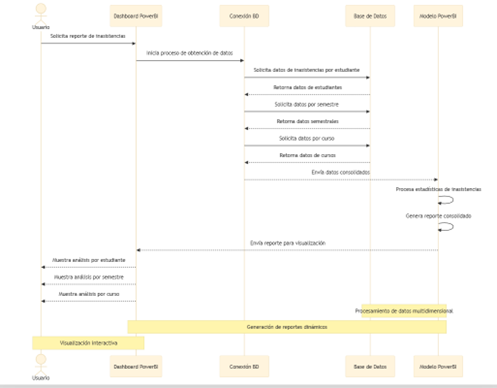 Usuario
Dashboard PowerBI
Conexión BD
Base de Datos
Modelo PowerBI
Solicita reporte de inasistencias
Inicia proceso de obtención de datos
Solicita datos de inasistencias por estudiante
Retorna datos de estudiantes
Solicita datos por semestre
Retorna datos semestrales
Solicita datos por curso
Retorna datos de cursos
Envía datos consolidados
Procesa estadísticas de inasistencias
Genera reporte consolidado
Envía reporte para visualización
Muestra análisis por estudiante
Muestra análisis por semestre
Muestra análisis por curso
Procesamiento de datos multidimensional
Generación de reportes dinámicos
Visualización interactiva
Usuario
Dashboard PowerBI
Conexión BD
Base de Datos
Modelo PowerBI